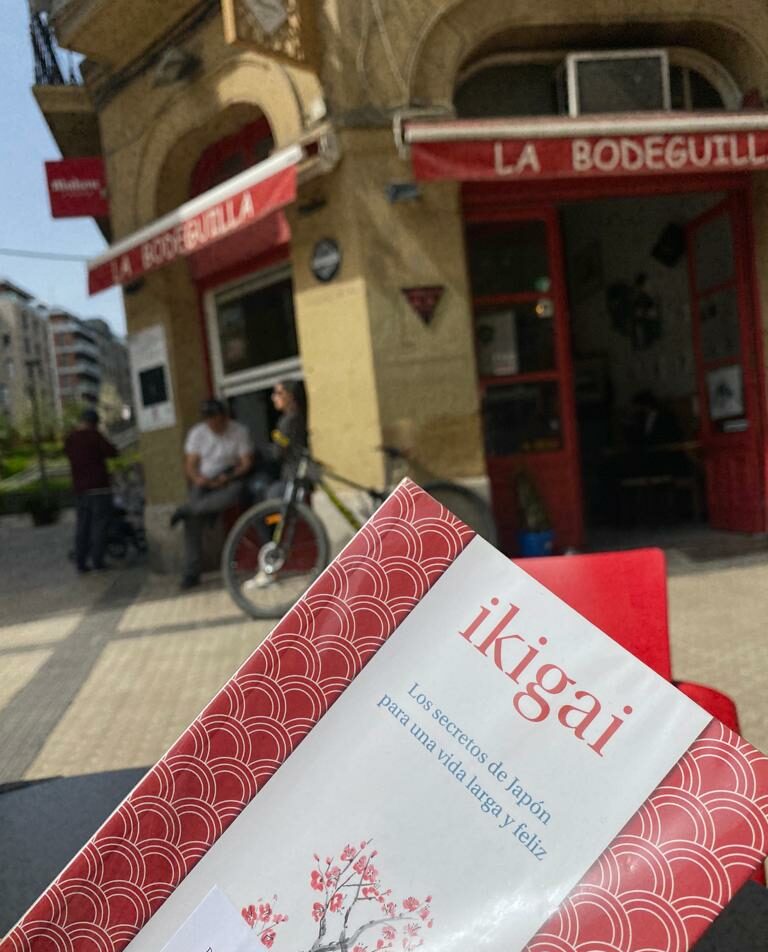 LA BODEGUILL
LA BODEGUILLA
ikigai
Los secretos de Japón
para una vida larga y feliz